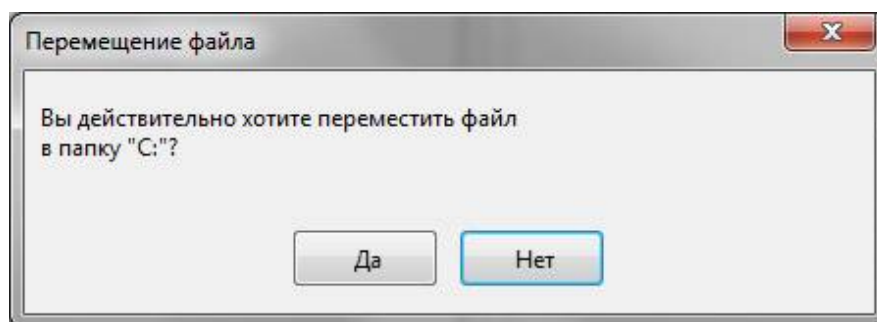 Перемещение файла
Вы действительно хотите переместить файл
в папку "C:"?
Да
Нет